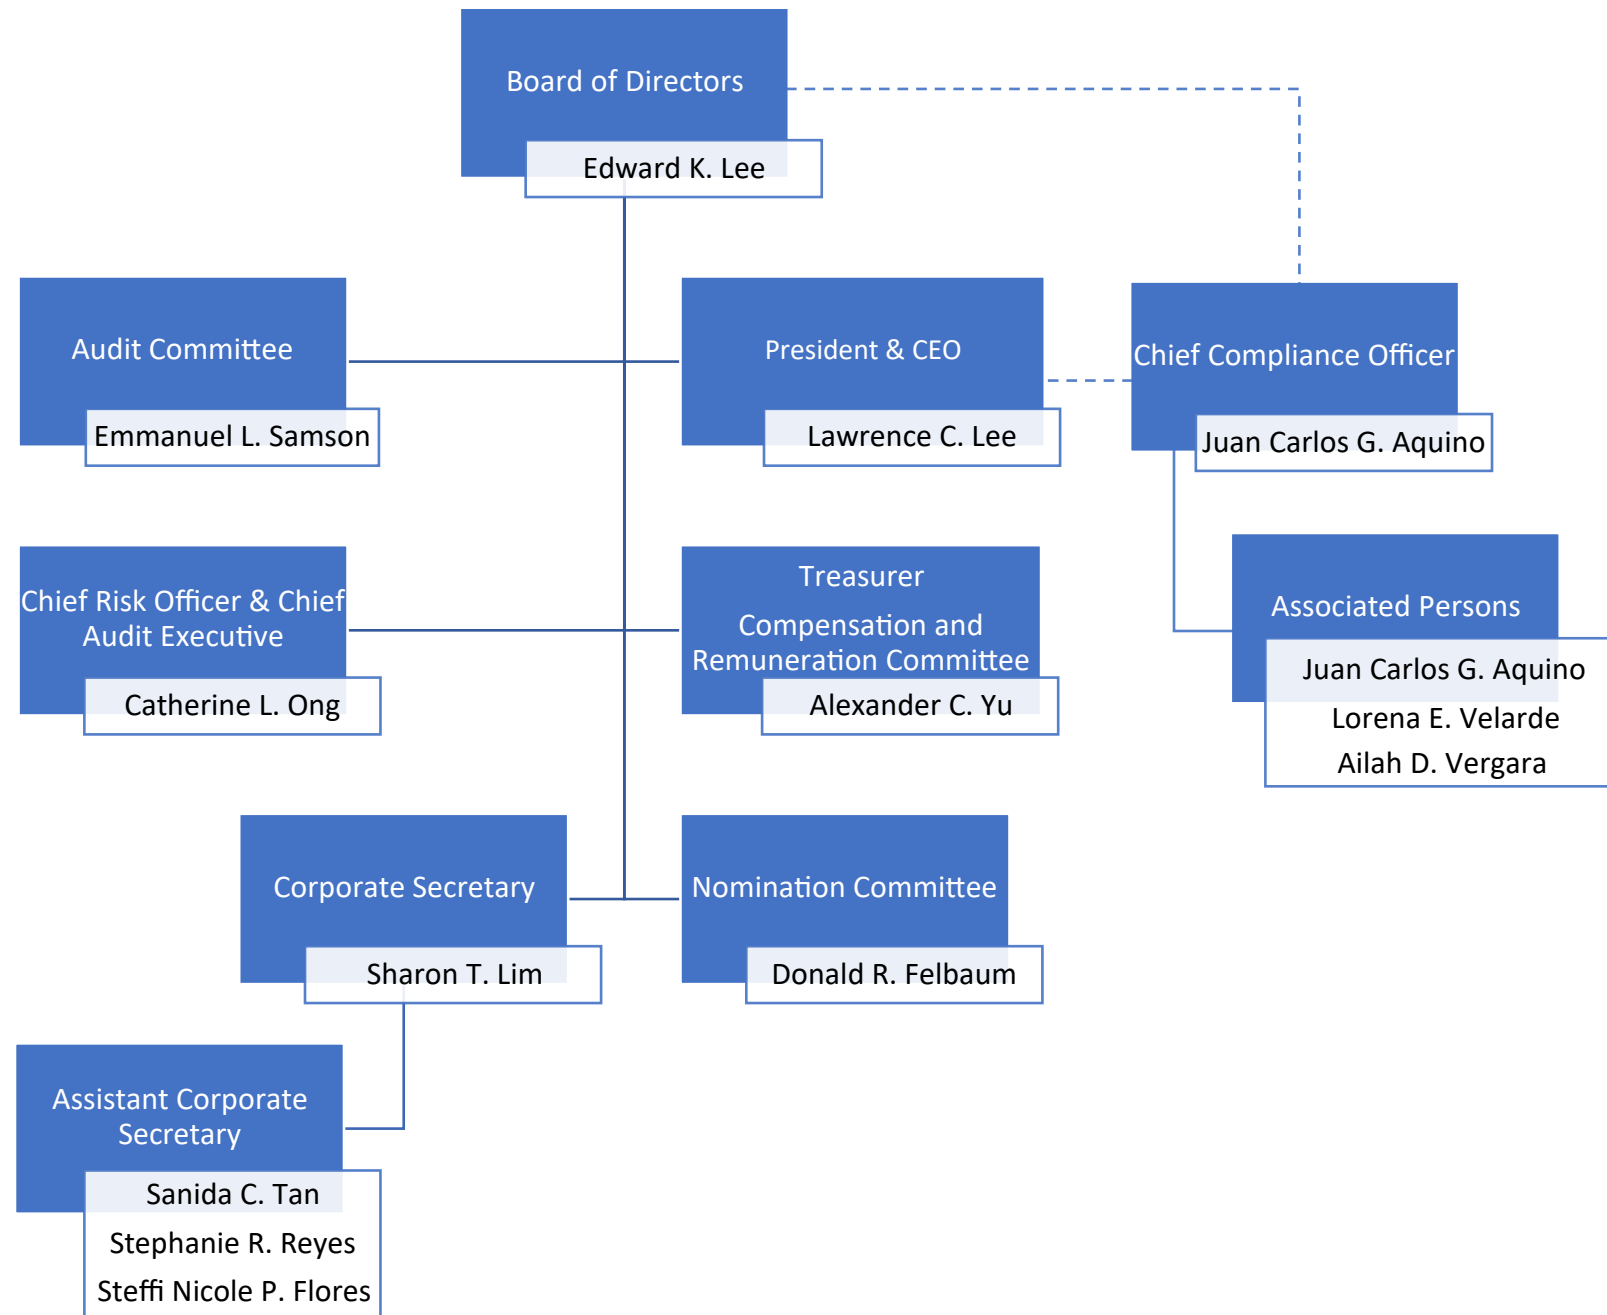 Board of Directors
Edward K. Lee
Audit Committee
Emmanuel L. Samson
President & CEO
Lawrence C. Lee
Chief Compliance Officer
Juan Carlos G. Aquino
Chief Risk Officer & Chief
Audit Executive
Catherine L. Ong
Treasurer
Compensation and
Remuneration Committee
Alexander C. Yu
Associated Persons
Juan Carlos G. Aquino
Lorena E. Velarde
Ailah D. Vergara
Corporate Secretary
Sharon T. Lim
Nomination Committee
Donald R. Felbaum
Assistant Corporate
Secretary
Sanida C. Tan
Stephanie R. Reyes
Steffi Nicole P. Flores